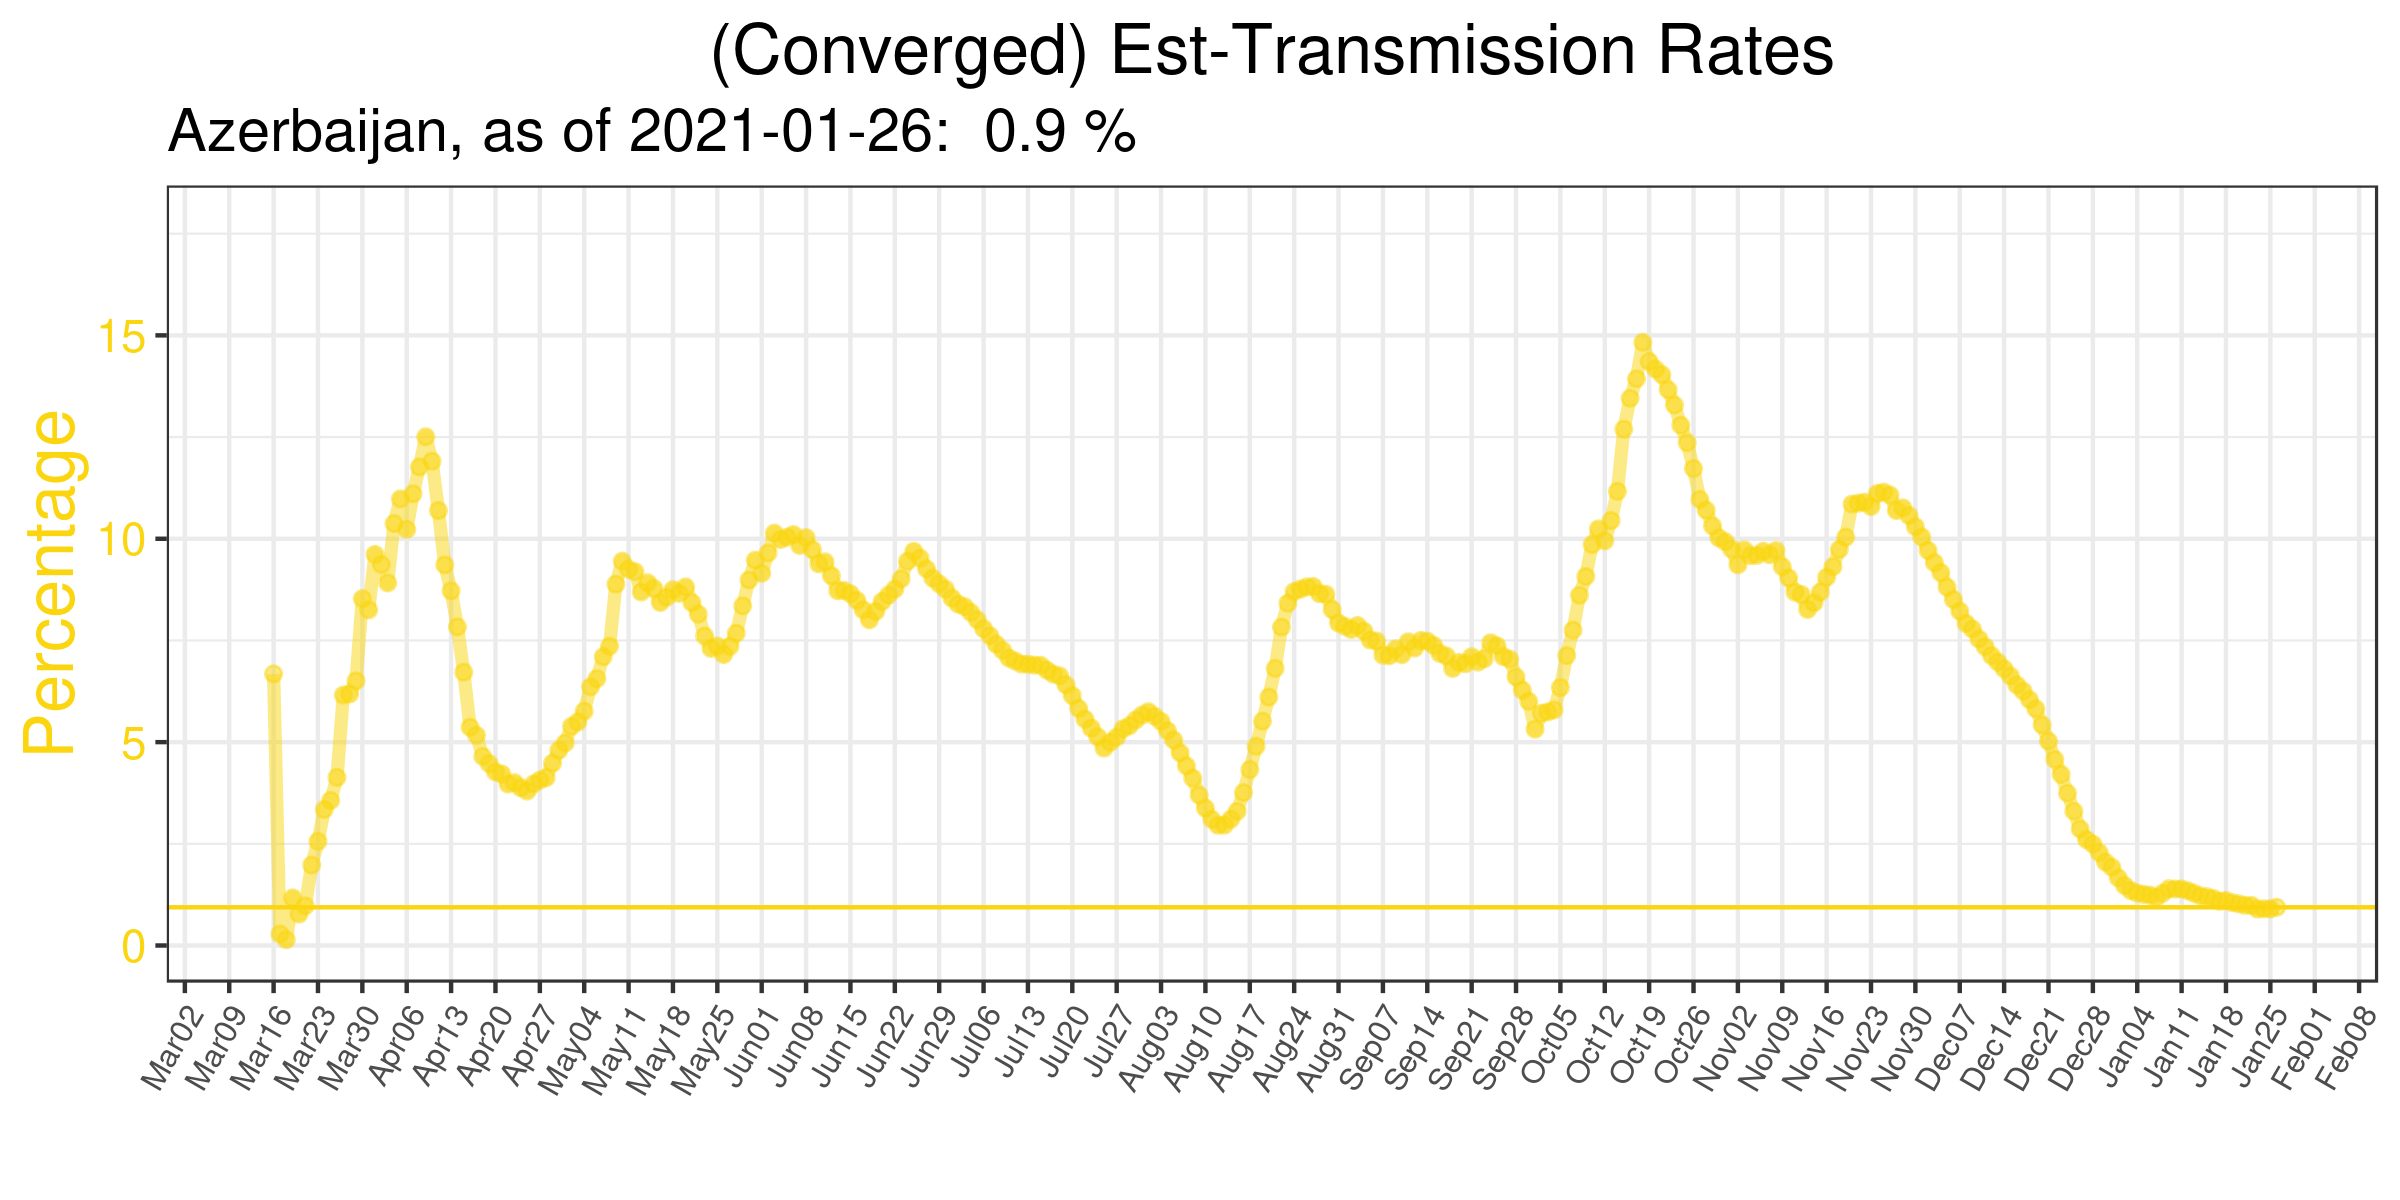 (Converged) Est-Transmission Rates
Azerbaijan, as of 2021-01-26:  0.9 %
Percentage
15
10
5
0
Mar02 Mar09 Mar16 Mar23 Mar30 Apr06 Apr13 Apr20 Apr27 May04 May11 May18 May25 Jun01 Jun08 Jun15 Jun22 Jun29 Jul06 Jul13 Jul20 Jul27 Aug03 Aug10 Aug17 Aug24 Aug31 Sep07 Sep14 Sep21 Sep28 Oct05 Oct12 Oct19 Oct26 Nov02 Nov09 Nov16 Nov23 Nov30 Dec07 Dec14 Dec21 Dec28 Jan04 Jan11 Jan18 Jan25 Feb01 Feb08